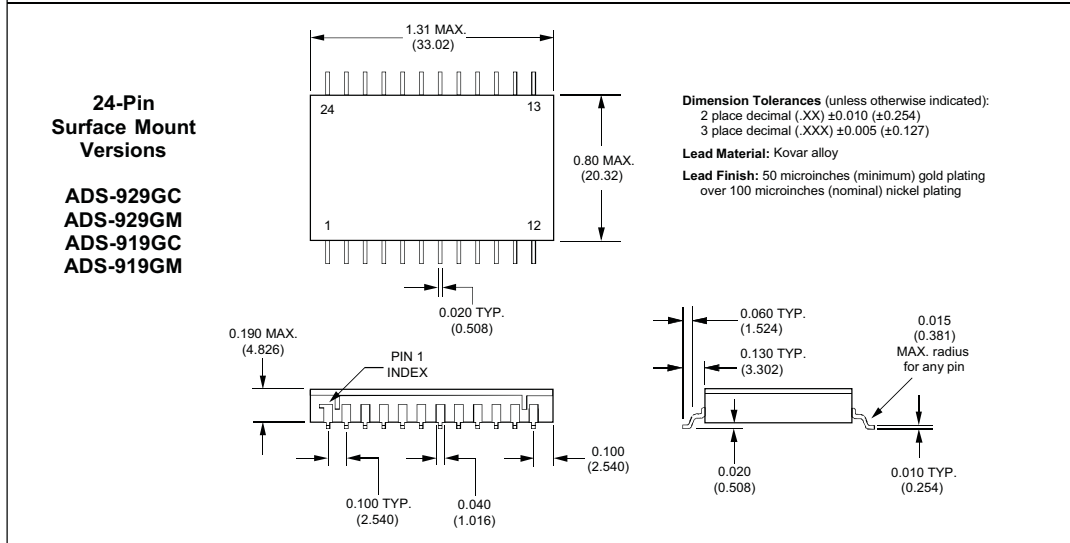 24-Pin
Surface Mount
Versions
ADS-929GC
ADS-929GM
ADS-919GC
ADS-919GM
1.31 MAX.
(33.02)
24
13
0.80 MAX.
(20.32)
1
12
0.020 TYP.
(0.508)
Dimension Tolerances (unless otherwise indicated):
2 place decimal (.XX) ±0.010 (±0.254)
3 place decimal (.XXX) ±0.005 (±0.127)
Lead Material: Kovar alloy
Lead Finish: 50 microinches (minimum) gold plating
over 100 microinches (nominal) nickel plating
0.190 MAX.
(4.826)
PIN 1
INDEX
0.100 TYP.
(2.540)
0.040
(1.016)
0.100
(2.540)
0.060 TYP.
(1.524)
0.130 TYP.
(3.302)
0.015
(0.381)
MAX. radius
for any pin
0.020
(0.508)
0.010 TYP.
(0.254)